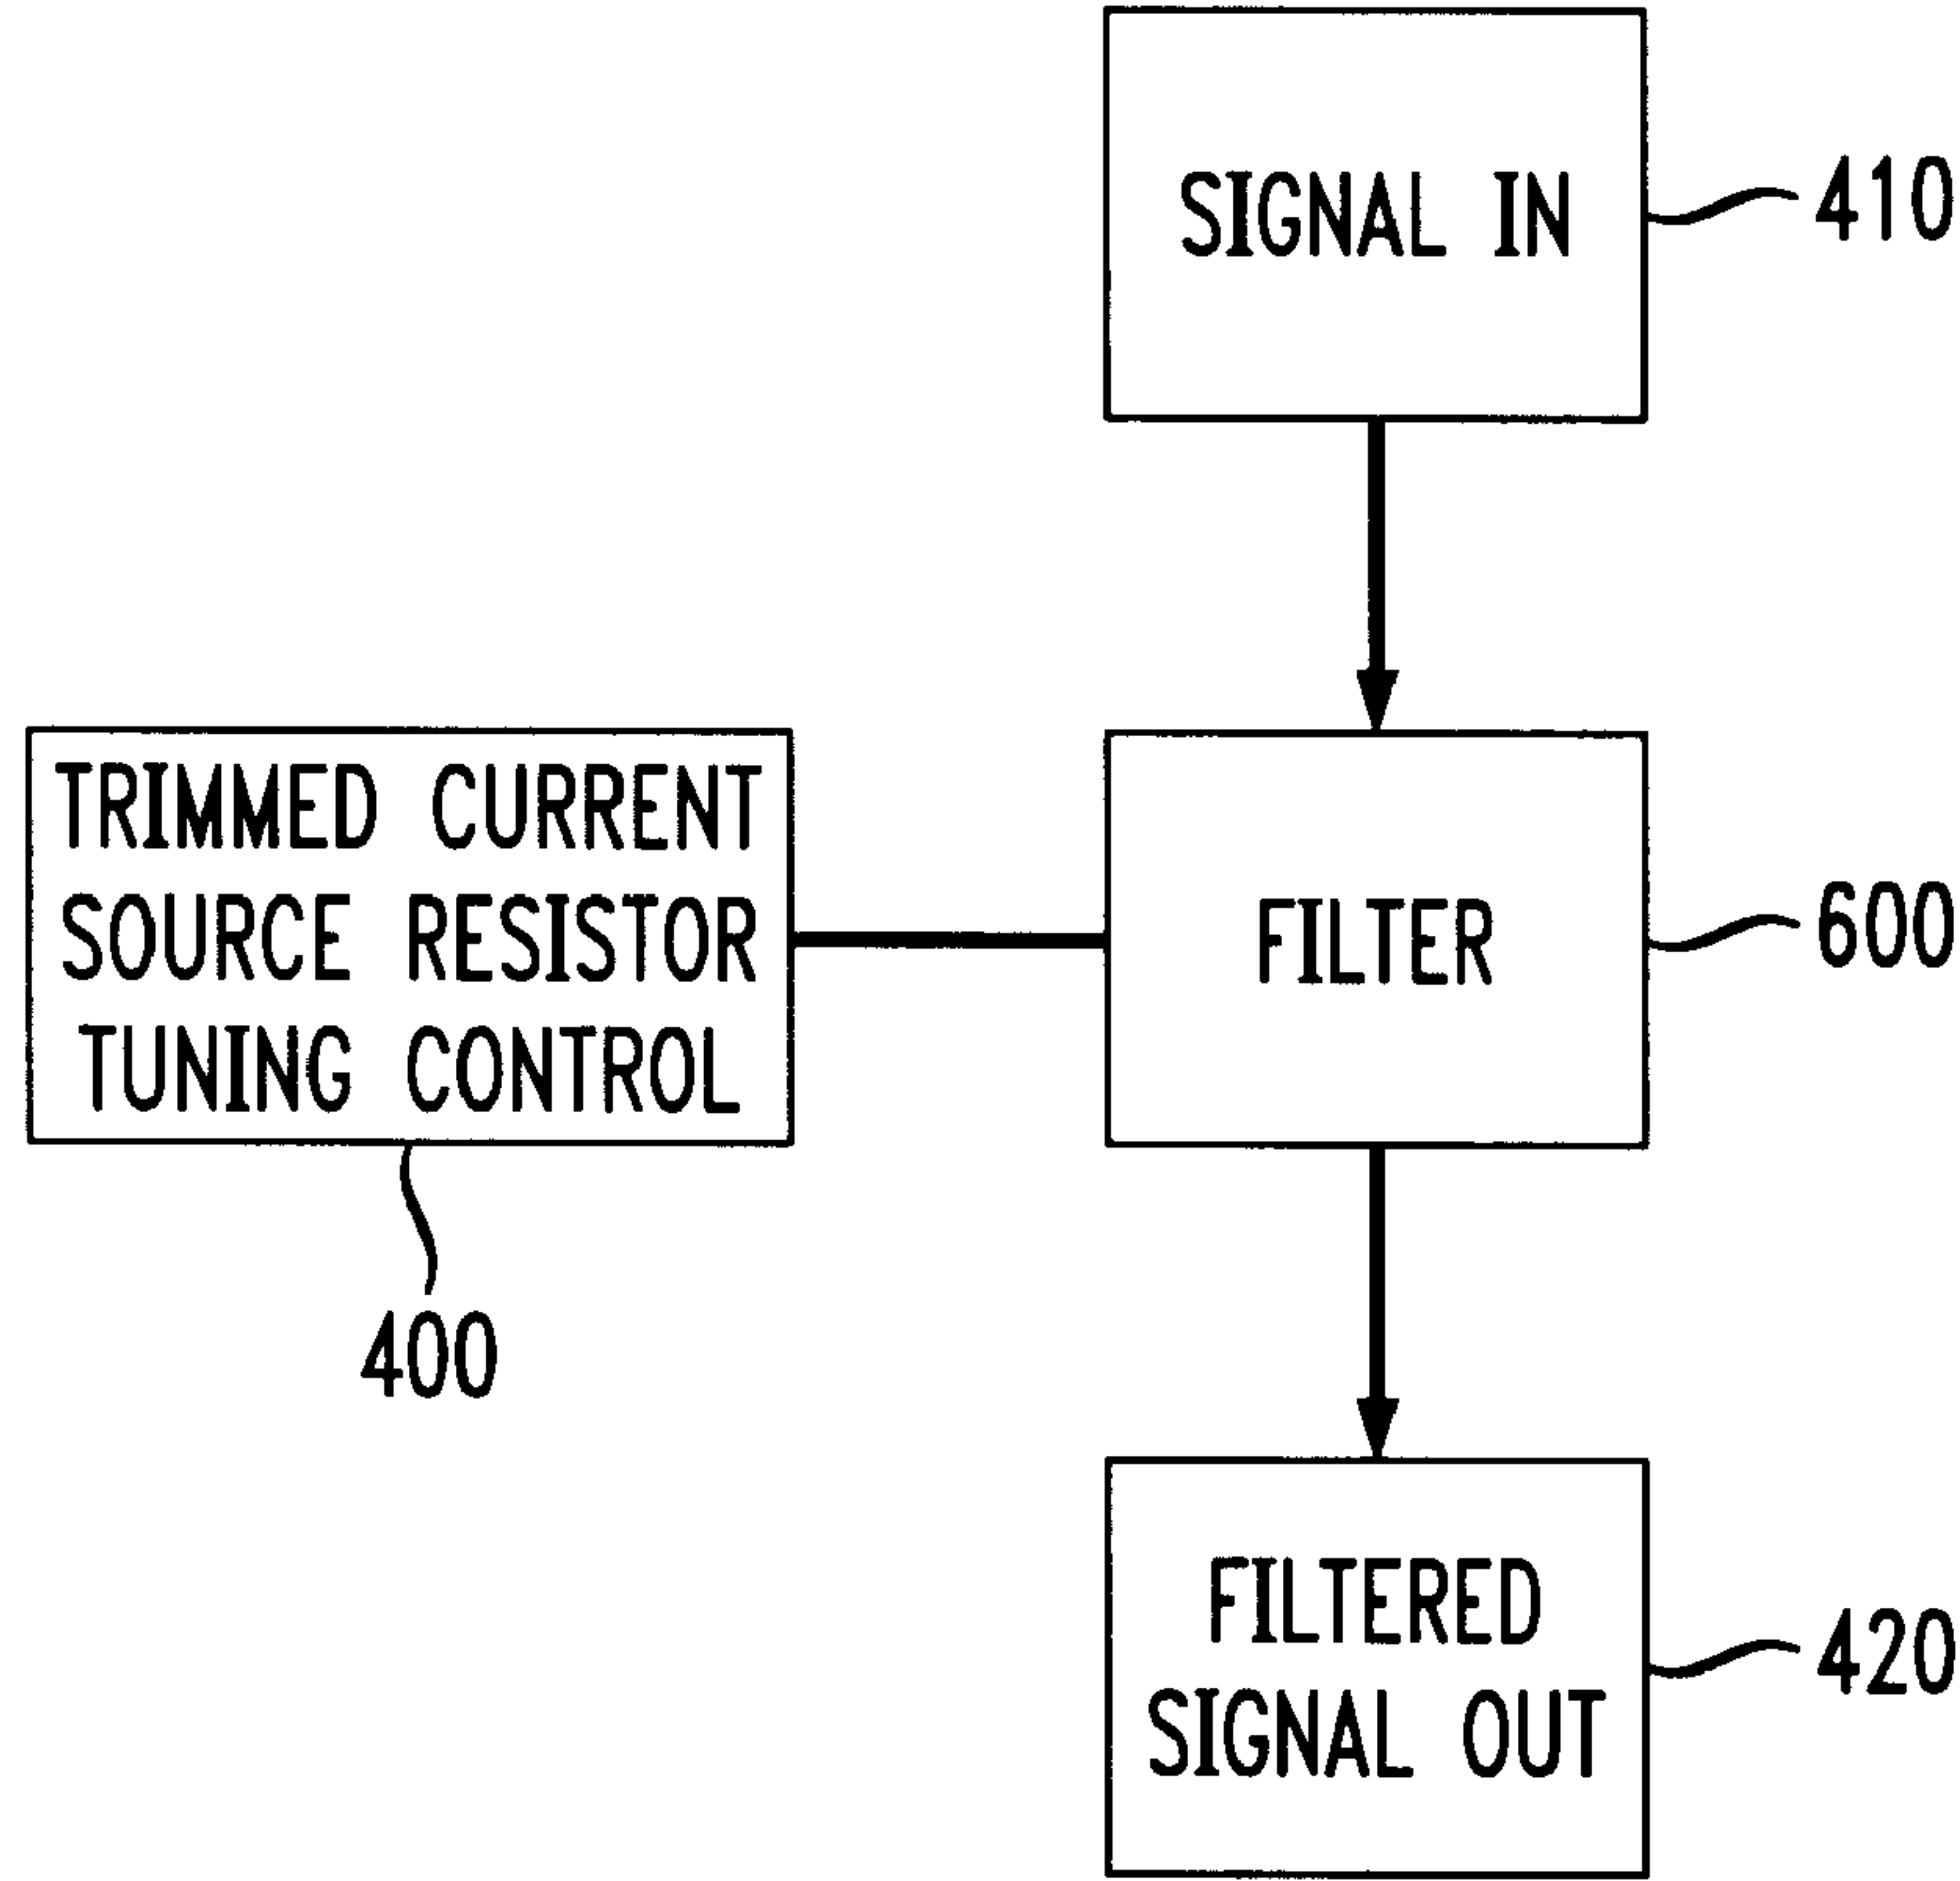 SIGNAL IN
410
TRIMMED CURRENT
SOURCE RESISTOR
TUNING CONTROL
400
FILTER
600
FILTERED
SIGNAL OUT
420